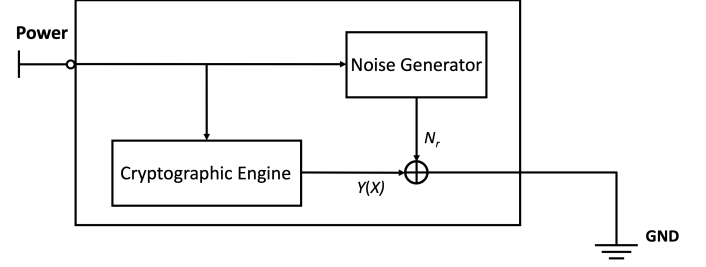 Power
Noise Generator
Nr
Cryptographic Engine
Y(X)
GND